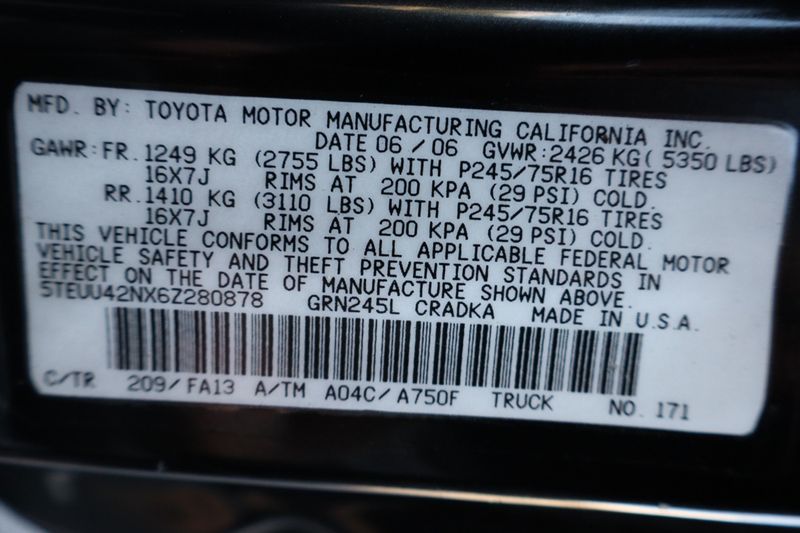 MFD. BY: TOYOTA MOTOR MANUFACTURING CALIFORNIA INC.
DATE 06 / 06 GVWR: 2426 KG ( 5350 LBS)
GAWR: FR. 1249 KG (2755 LBS) WITH P245/75R16 TIRES
16X7J RIMS AT 200 KPA (29 PSI) COLD.
RR. 1410 KG (3110 LBS) WITH P245/75R16 TIRES
16X7J RIMS AT 200 KPA (29 PSI) COLD.
THIS VEHICLE CONFORMS TO ALL APPLICABLE FEDERAL MOTOR
VEHICLE SAFETY AND THEFT PREVENTION STANDARDS IN
EFFECT ON THE DATE OF MANUFACTURE SHOWN ABOVE.
5TEUU42NX6Z280878 GRN245L CRADKA MADE IN U.S.A.
C/TR 209/FA13 A/TM A04C/A750F TRUCK NO. 171